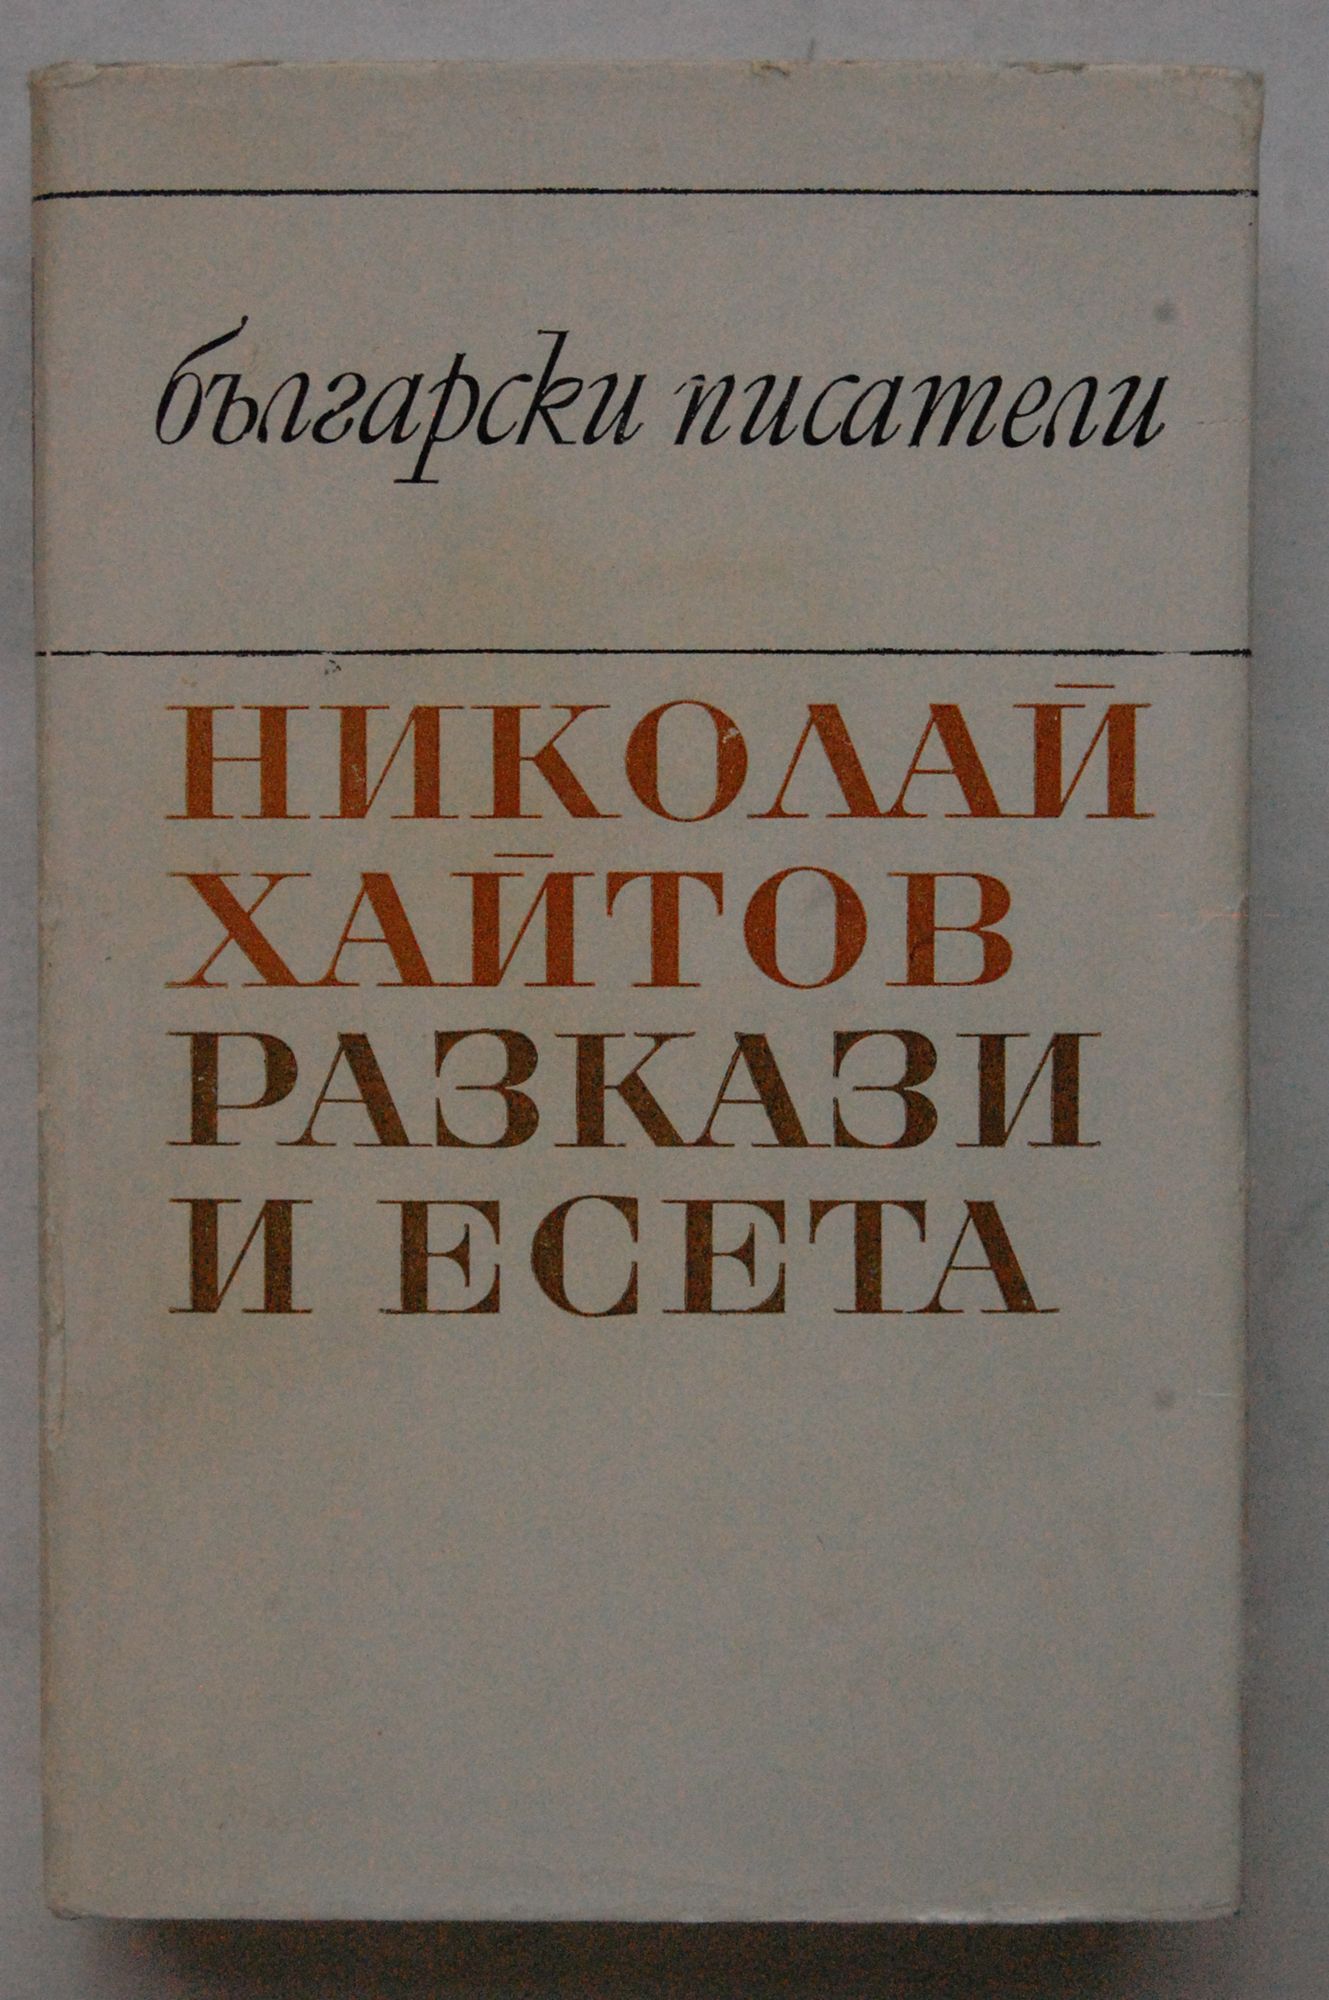 български писатели
НИКОЛАЙ
ХАЙТОВ
РАЗКАЗИ
И ЕСЕТА